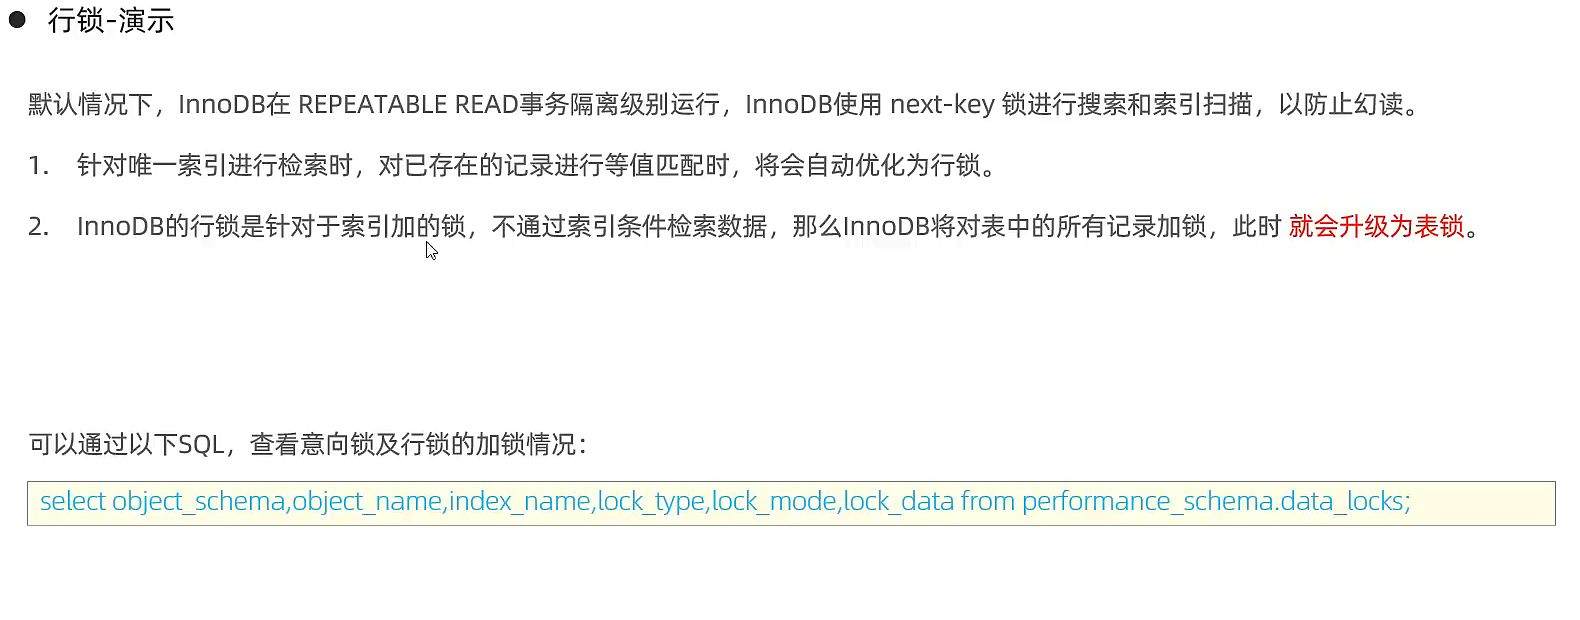 ● 行锁-演示
默认情况下，InnoDB在 REPEATABLE READ事务隔离级别运行，InnoDB使用 next-key 锁进行搜索和索引扫描，以防止幻读。
1. 针对唯一索引进行检索时，对已存在的记录进行等值匹配时，将会自动优化为行锁。
2. InnoDB的行锁是针对于索引加的锁，不通过索引条件检索数据，那么InnoDB将对表中的所有记录加锁，此时 就会升级为表锁。
可以通过以下SQL，查看意向锁及行锁的加锁情况：
select object_schema,object_name,index_name,lock_type,lock_mode,lock_data from performance_schema.data_locks;